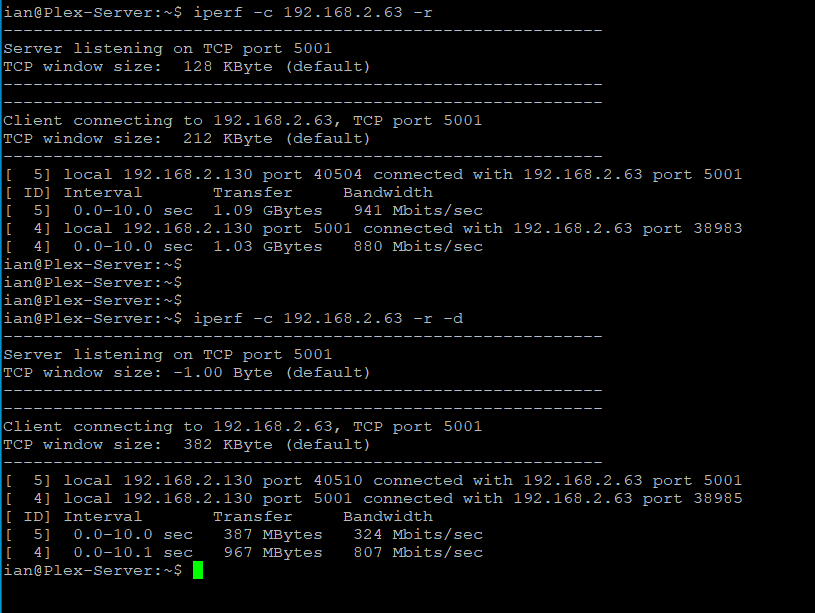 ian@Plex-Server:~$ iperf -c 192.168.2.63 -r
------------------------------------------------------------
Server listening on TCP port 5001
TCP window size:  128 KByte (default)
------------------------------------------------------------
------------------------------------------------------------
Client connecting to 192.168.2.63, TCP port 5001
TCP window size:  212 KByte (default)
------------------------------------------------------------
[  5] local 192.168.2.130 port 40504 connected with 192.168.2.63 port 5001
[ ID] Interval       Transfer     Bandwidth
[  5]  0.0-10.0 sec  1.09 GBytes   941 Mbits/sec
[  4] local 192.168.2.130 port 5001 connected with 192.168.2.63 port 38983
[  4]  0.0-10.0 sec  1.03 GBytes   880 Mbits/sec
ian@Plex-Server:~$
ian@Plex-Server:~$
ian@Plex-Server:~$
ian@Plex-Server:~$ iperf -c 192.168.2.63 -r -d
------------------------------------------------------------
Server listening on TCP port 5001
TCP window size: -1.00 Byte (default)
------------------------------------------------------------
------------------------------------------------------------
Client connecting to 192.168.2.63, TCP port 5001
TCP window size:  382 KByte (default)
------------------------------------------------------------
[  5] local 192.168.2.130 port 40510 connected with 192.168.2.63 port 5001
[  4] local 192.168.2.130 port 5001 connected with 192.168.2.63 port 38985
[ ID] Interval       Transfer     Bandwidth
[  5]  0.0-10.0 sec   387 MBytes   324 Mbits/sec
[  4]  0.0-10.1 sec   967 MBytes   807 Mbits/sec
ian@Plex-Server:~$